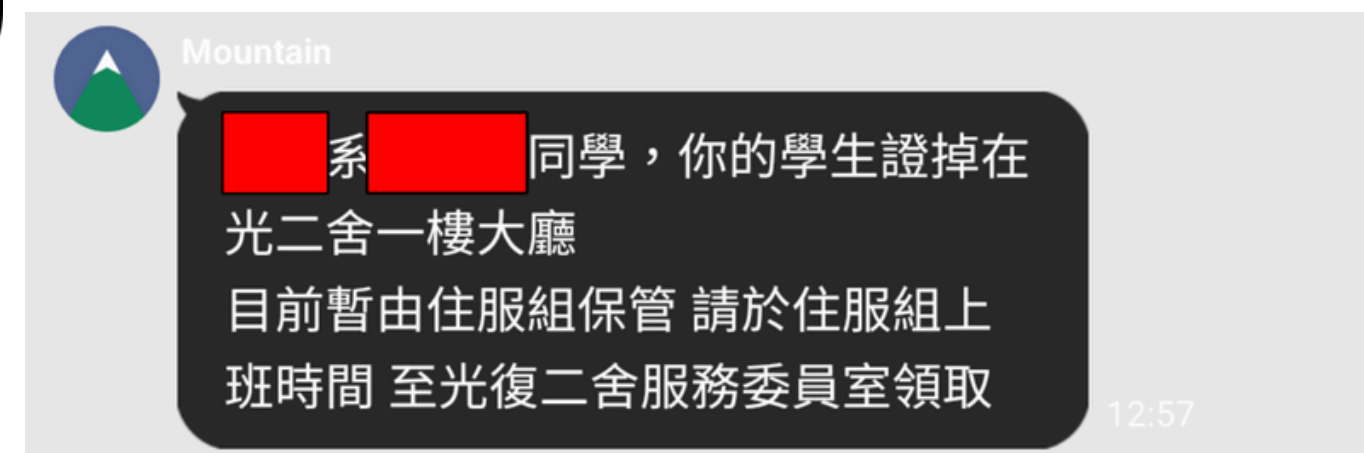 Mountain
系 同學，你的學生證掉在
光二舍一樓大廳
目前暫由住服組保管 請於住服組上
班時間 至光復二舍服務委員室領取
12:57